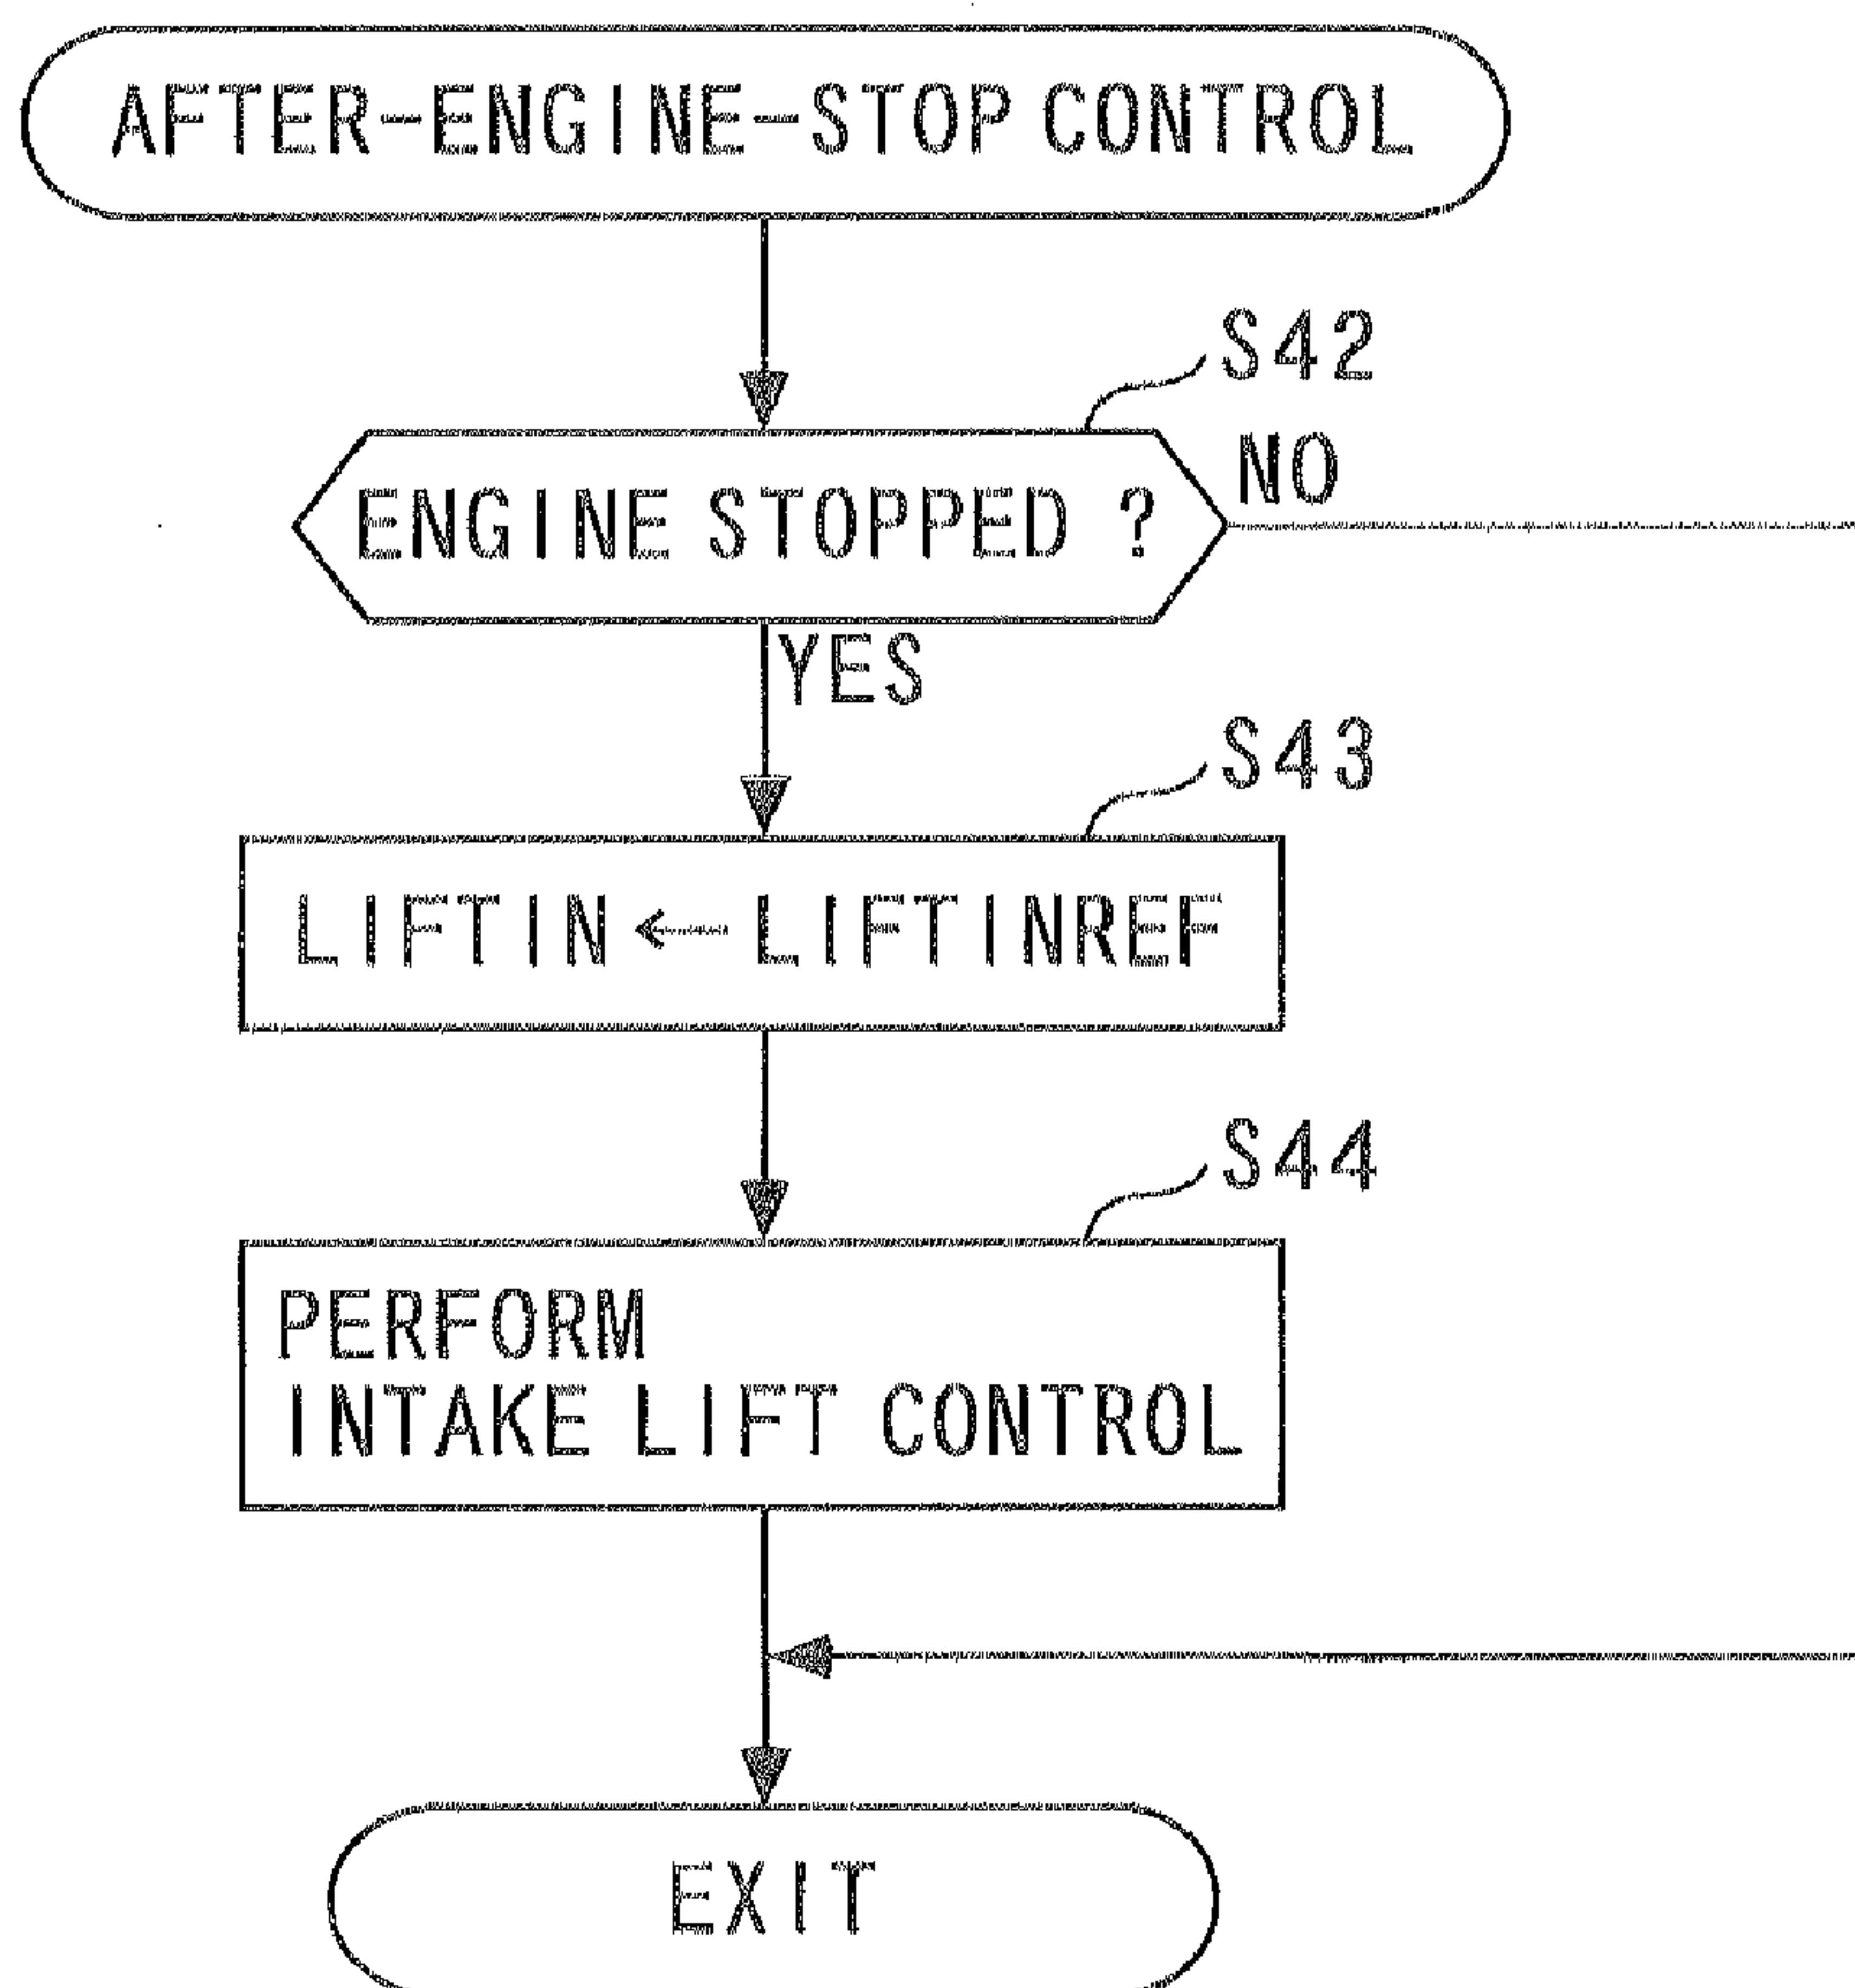 AFTER-ENGINE-STOP CONTROL
S42
NO
ENGINE STOPPED ?
YES
S43
LIFTIN ← LIFTINREF
S44
PERFORM
INTAKE LIFT CONTROL
EXIT